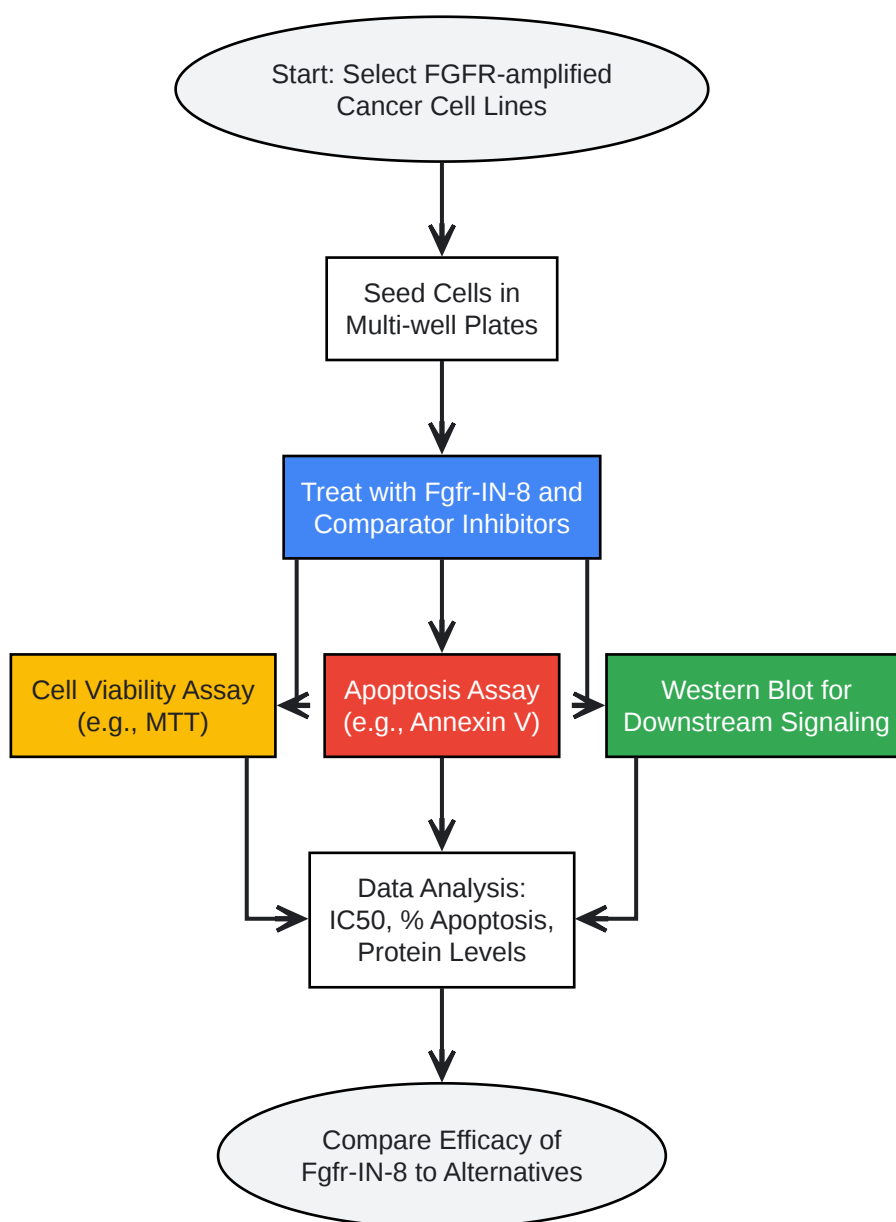 Start: Select FGFR-amplified
Cancer Cell Lines
Seed Cells in
Multi-well Plates
Treat with Fgfr-IN-8 and
Comparator Inhibitors
Cell Viability Assay
(e.g., MTT)
Apoptosis Assay
(e.g., Annexin V)
Western Blot for
Downstream Signaling
Data Analysis:
IC50, % Apoptosis,
Protein Levels
Compare Efficacy of
Fgfr-IN-8 to Alternatives